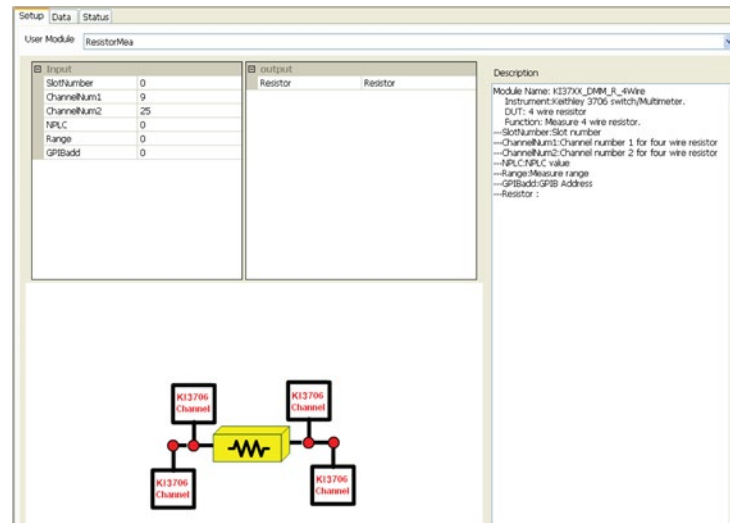 Setup Data Status
User Module ResistorMea
Input
SlotNumber 0
ChannelNum1 9
ChannelNum2 25
NPLC 0
Range 0
GPIBadd 0
output
Resistor Resistor
Description
Module Name: KI37XX_DMM_R_4Wire
Instrument:Keithley 3706 switch/Multimeter.
DUT: 4 wire resistor
Function: Measure 4 wire resistor.
---SlotNumber:Slot number
---ChannelNum1:Channel number 1 for four wire resistor
---ChannelNum2:Channel number 2 for four wire resistor
---NPLC:NPLC value
---Range:Measure range
---GPIBadd:GPIB Address
---Resistor :
KI3706
Channel
KI3706
Channel
KI3706
Channel
KI3706
Channel